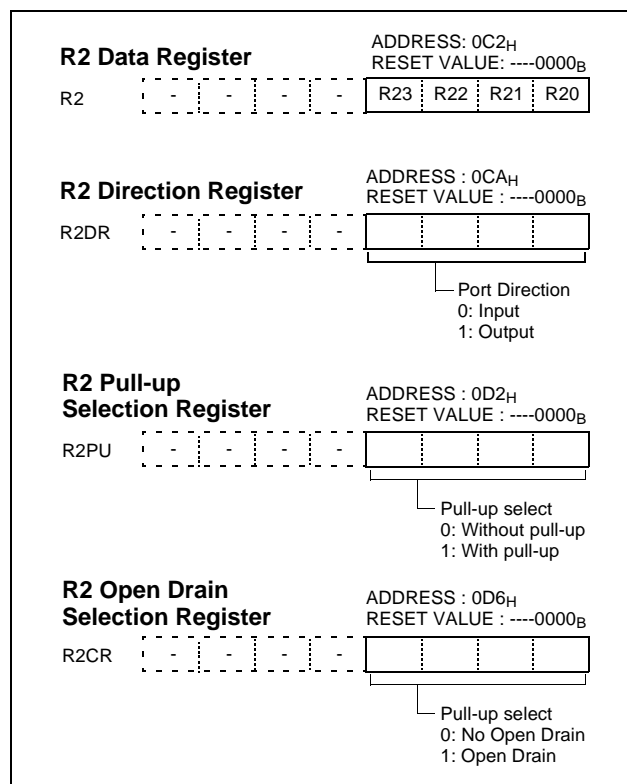 R2 Data Register
ADDRESS: 0C2H
RESET VALUE: ----0000B
R2 - - - - R23 R22 R21 R20
R2 Direction Register
ADDRESS : 0CAH
RESET VALUE : ----0000B
R2DR - - - -
Port Direction
0: Input
1: Output
R2 Pull-up
Selection Register
ADDRESS : 0D2H
RESET VALUE : ----0000B
R2PU - - - -
Pull-up select
0: Without pull-up
1: With pull-up
R2 Open Drain
Selection Register
ADDRESS : 0D6H
RESET VALUE : ----0000B
R2CR - - - -
Pull-up select
0: No Open Drain
1: Open Drain